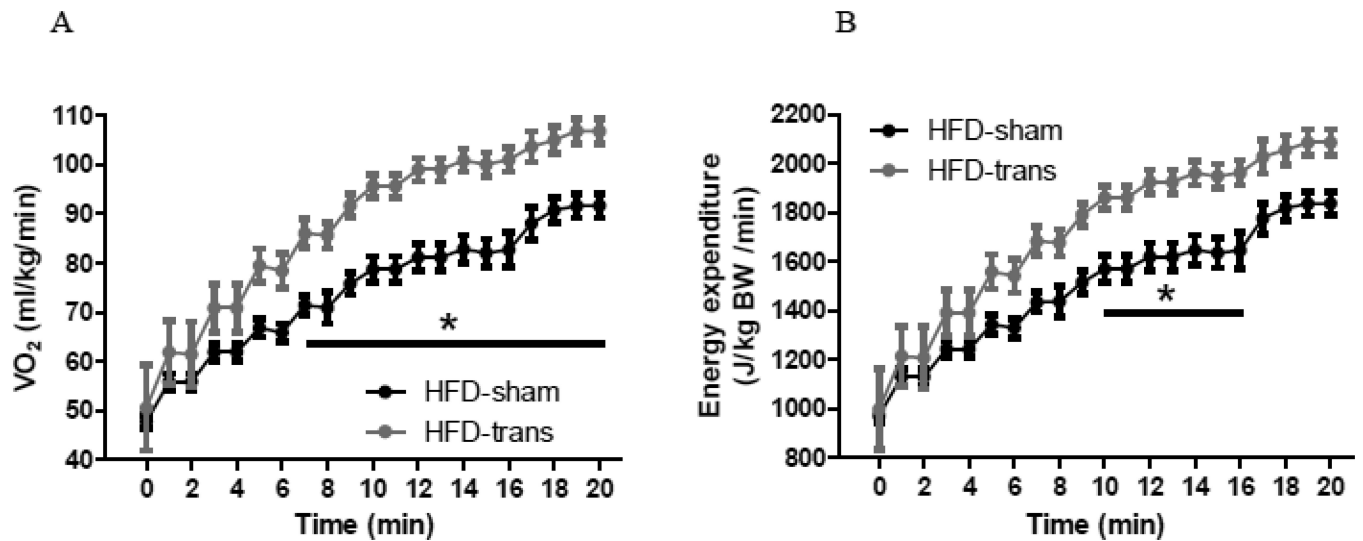 A
B
VO2 (ml/kg/min)
110
100
90
80
70
60
50
40
*
HFD-sham
HFD-trans
0 2 4 6 8 10 12 14 16 18 20
Time (min)
Energy expenditure
(J/kg BW /min)
2200
2000
1800
1600
1400
1200
1000
800
HFD-sham
HFD-trans
*
0 2 4 6 8 10 12 14 16 18 20
Time (min)